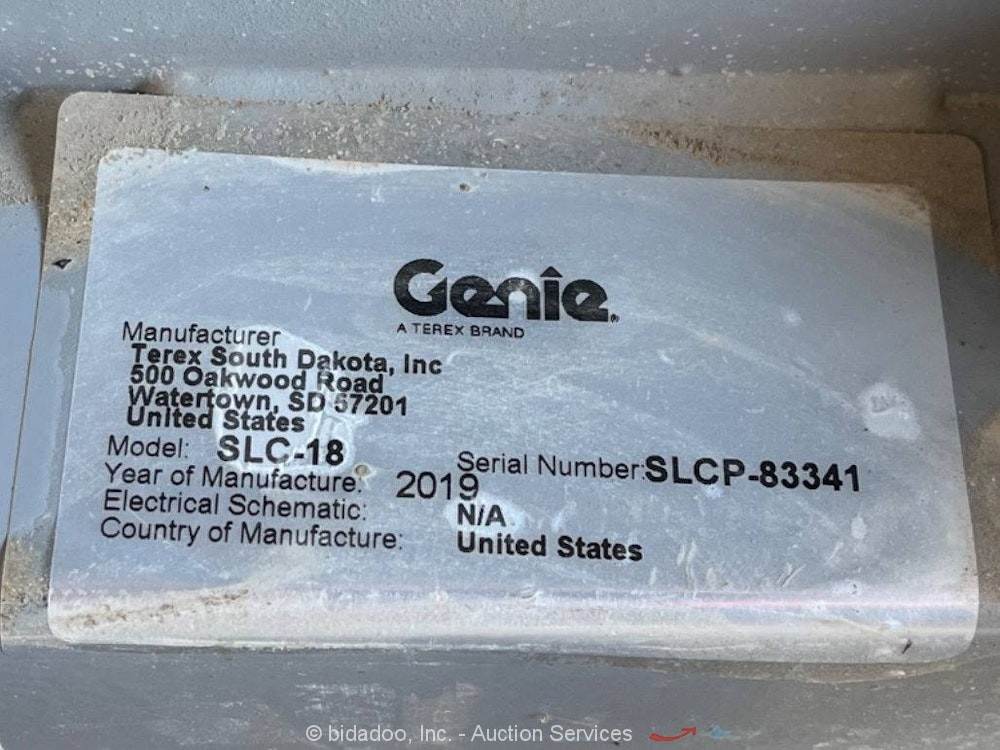 Genie®
A TEREX BRAND
Manufacturer
Terex South Dakota, Inc
500 Oakwood Road
Watertown, SD 57201
United States
Model: SLC-18
Serial Number: SLCP-83341
Year of Manufacture: 2019
Electrical Schematic: N/A
Country of Manufacture: United States
© bidadoo, Inc. - Auction Services